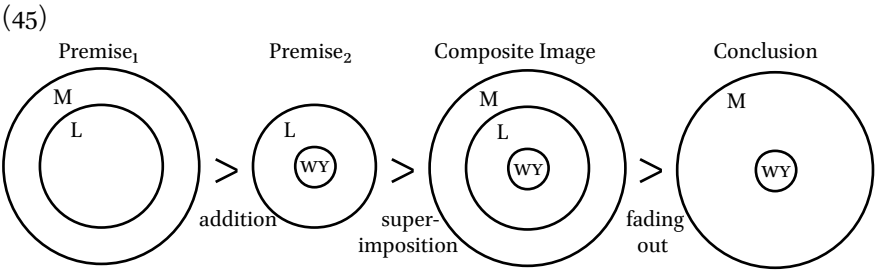 (45)
Premise₁ Premise₂ Composite Image Conclusion
M M M
L L L
WY WY WY
> > >
addition super- fading
imposition out